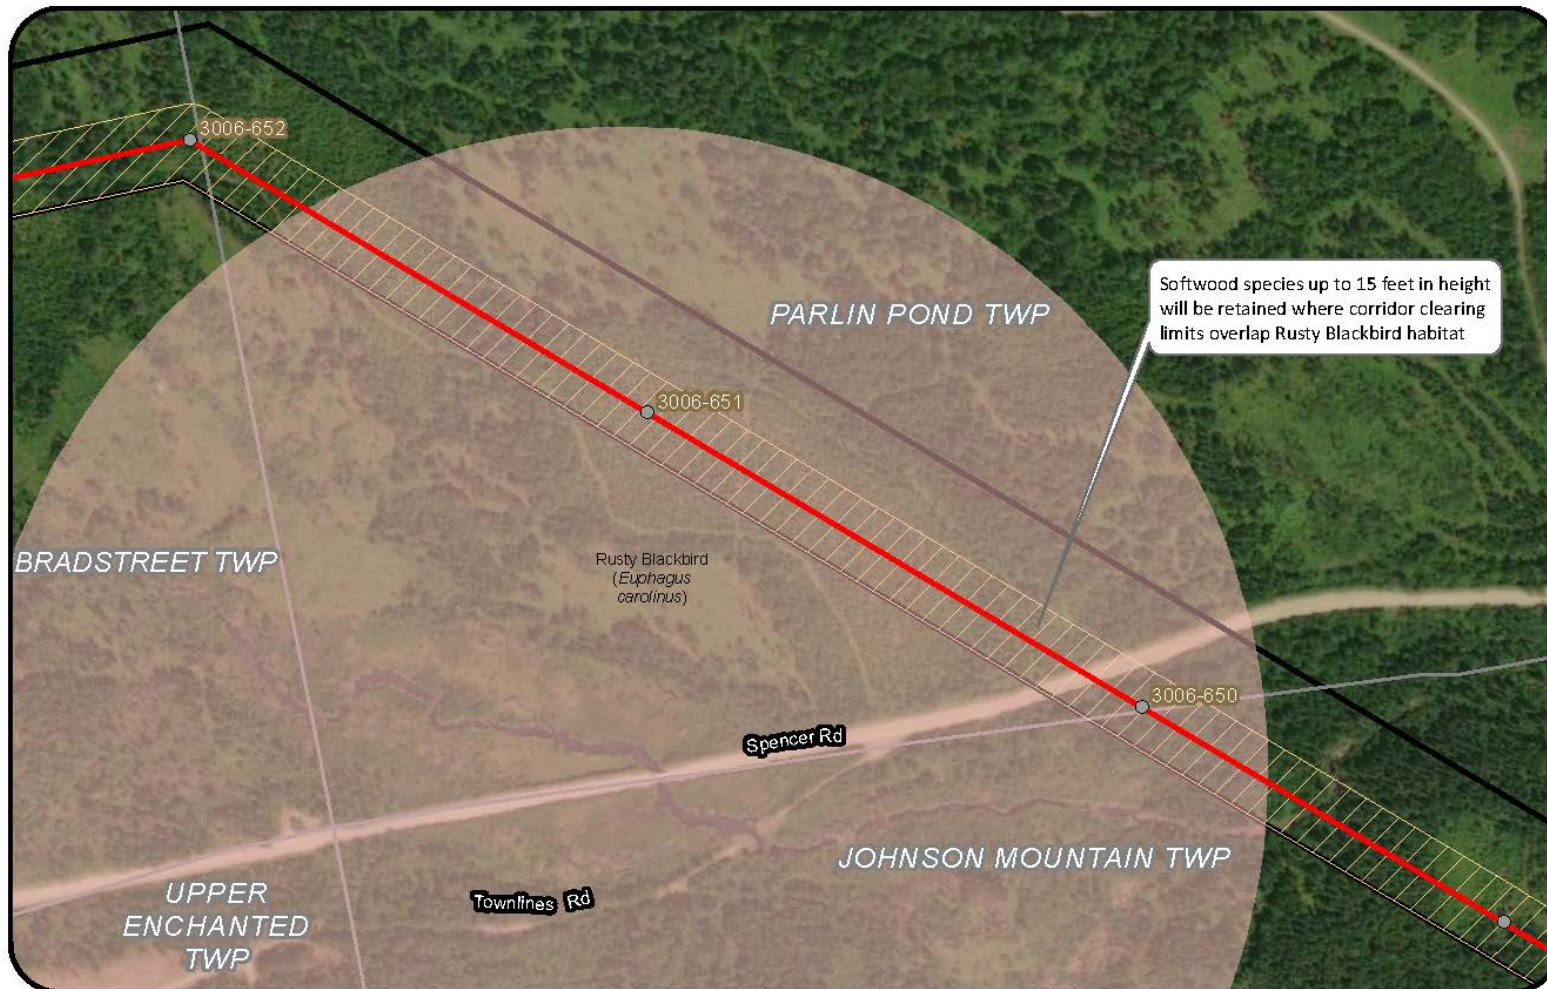 3006-652
PARLIN POND TWP
Softwood species up to 15 feet in height
will be retained where corridor clearing
limits overlap Rusty Blackbird habitat
3006-651
BRADSTREET TWP
Rusty Blackbird
(Euphagus
carolinus)
3006-650
Spencer Rd
JOHNSON MOUNTAIN TWP
UPPER
ENCHANTED
TWP
Townlines Rd